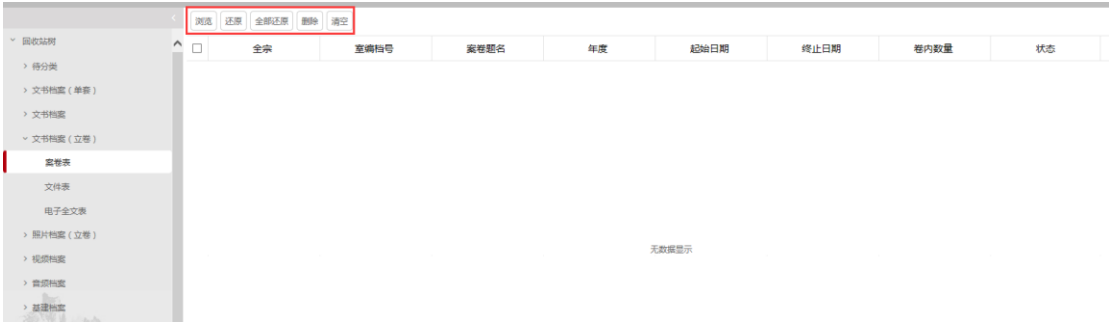 浏览 还原 全部还原 删除 清空
回收站树
全宗 室编档号 案卷题名 年度 起始日期 终止日期 卷内数量 状态
待分类
文书档案（单套）
文书档案
文书档案（立卷）
案卷表
文件表
电子全文表
照片档案（立卷）
无数据显示
视频档案
音频档案
基建档案